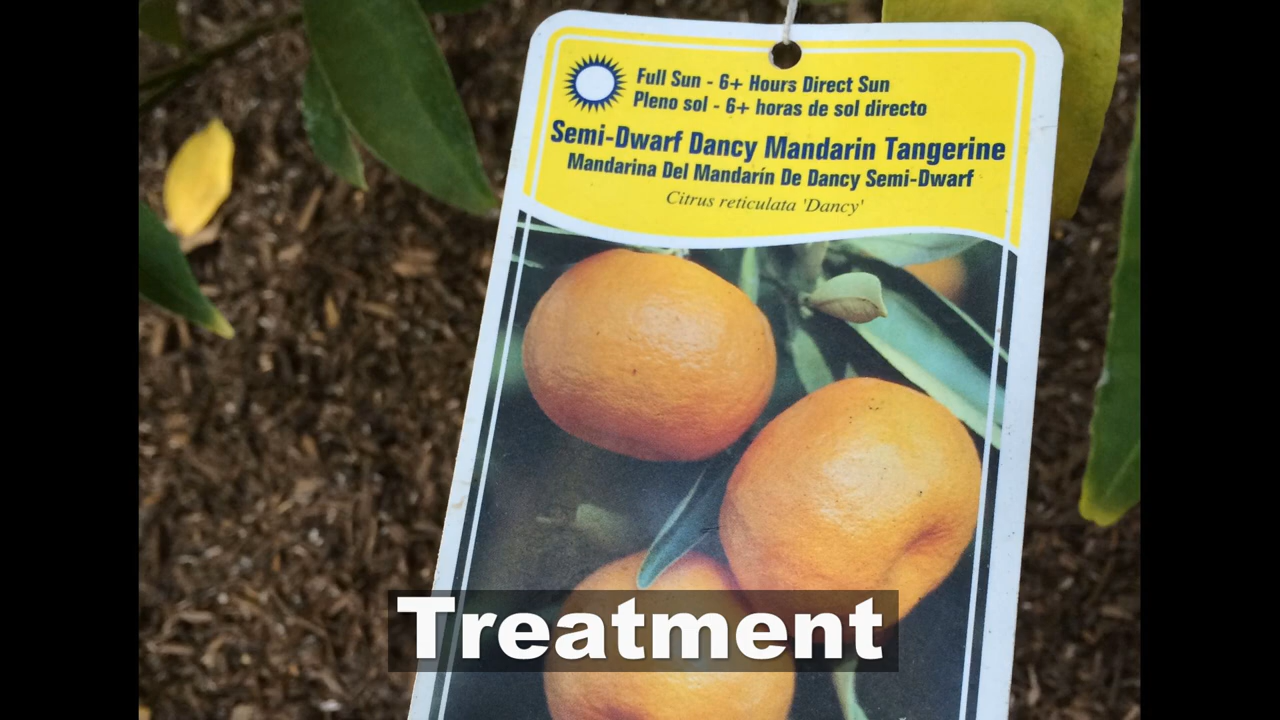 Full Sun - 6+ Hours Direct Sun
Pleno sol - 6+ horas de sol directo
Semi-Dwarf Dancy Mandarin Tangerine
Mandarina Del Mandarín De Dancy Semi-Dwarf
Citrus reticulata 'Dancy'
Treatment